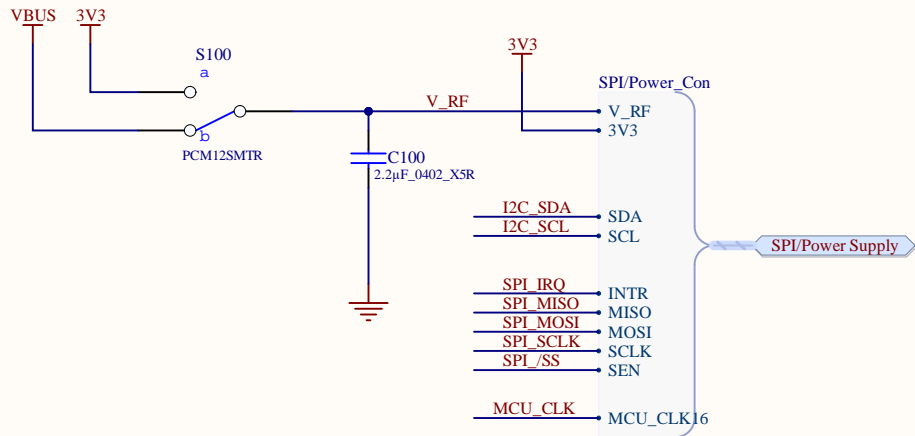 VBUS
3V3
S100
a
b
PCM12SMTR
V_RF
C100
2.2µF_0402_X5R
3V3
SPI/Power_Con
V_RF
3V3
I2C_SDA
SDA
I2C_SCL
SCL
SPI_IRQ
INTR
SPI_MISO
MISO
SPI_MOSI
MOSI
SPI_SCLK
SCLK
SPI_/SS
SEN
MCU_CLK
MCU_CLK16
SPI/Power Supply